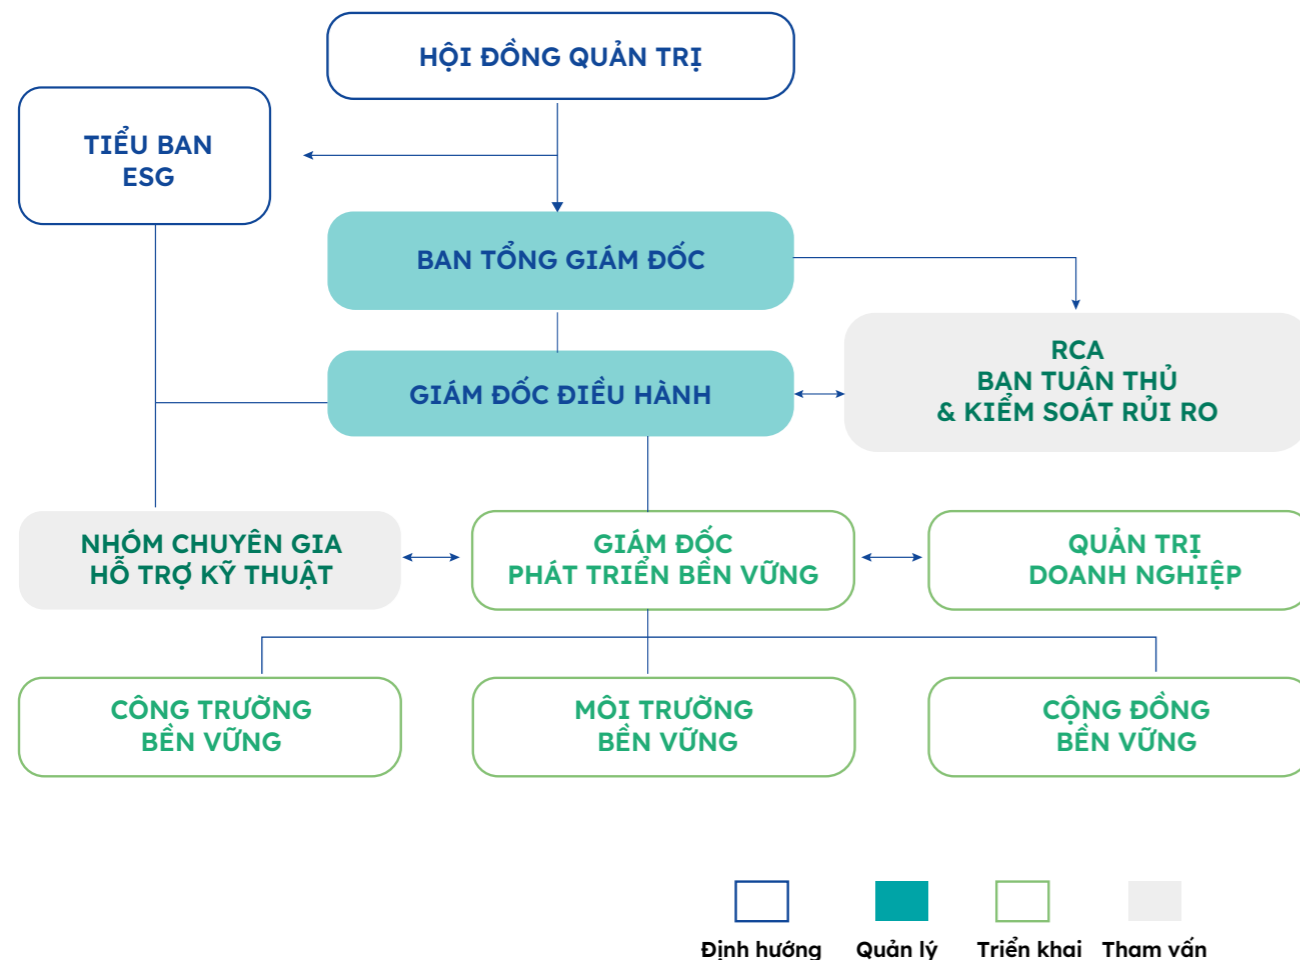 HỘI ĐỒNG QUẢN TRỊ
TIỂU BAN
ESG
BAN TỔNG GIÁM ĐỐC
GIÁM ĐỐC ĐIỀU HÀNH
RCA
BAN TUÂN THỦ
& KIỂM SOÁT RỦI RO
NHÓM CHUYÊN GIA
HỖ TRỢ KỸ THUẬT
GIÁM ĐỐC
PHÁT TRIỂN BỀN VỮNG
QUẢN TRỊ
DOANH NGHIỆP
CÔNG TRƯỜNG
BỀN VỮNG
MÔI TRƯỜNG
BỀN VỮNG
CỘNG ĐỒNG
BỀN VỮNG
Định hướng
Quản lý
Triển khai
Tham vấn